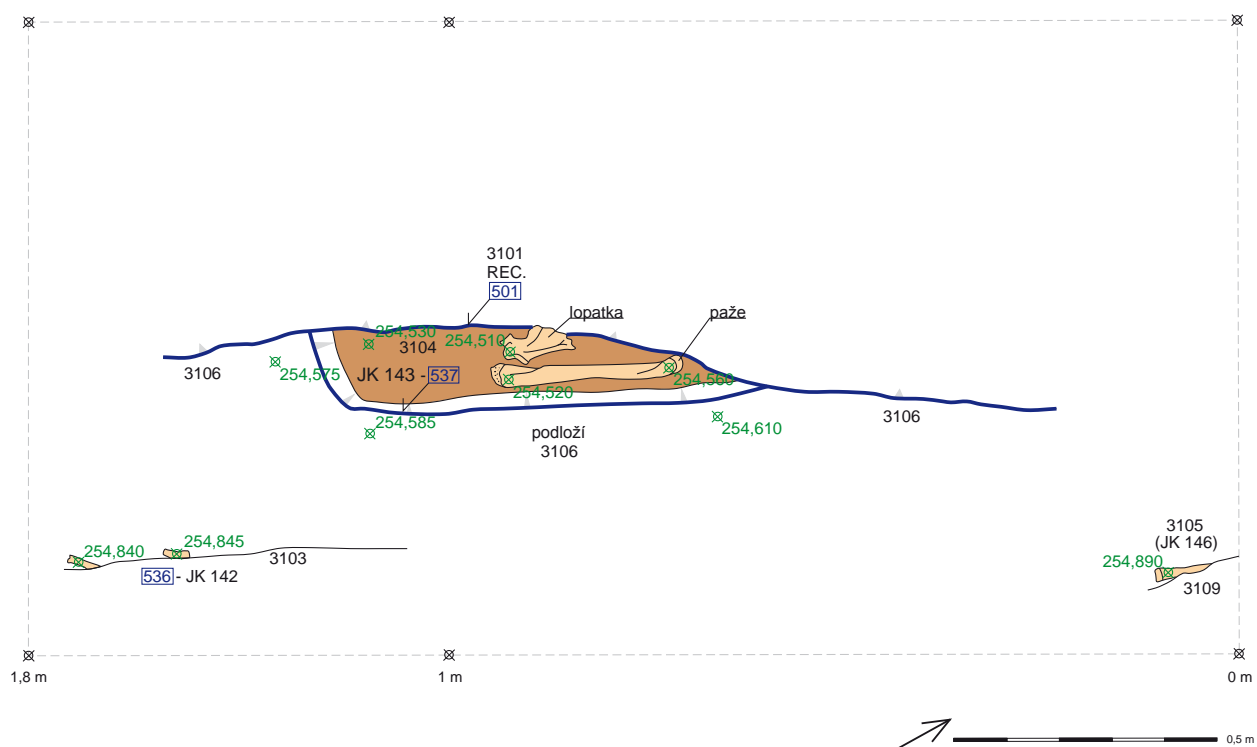 3101
REC.
501
lopatka
paže
254,530
254,510
3104
3106
254,575
JK 143 - 537
254,560
254,520
3106
254,585
254,610
podloží
3106
254,840
254,845
3103
536 - JK 142
3105
(JK 146)
254,890
3109
1,8 m
1 m
0 m
0,5 m